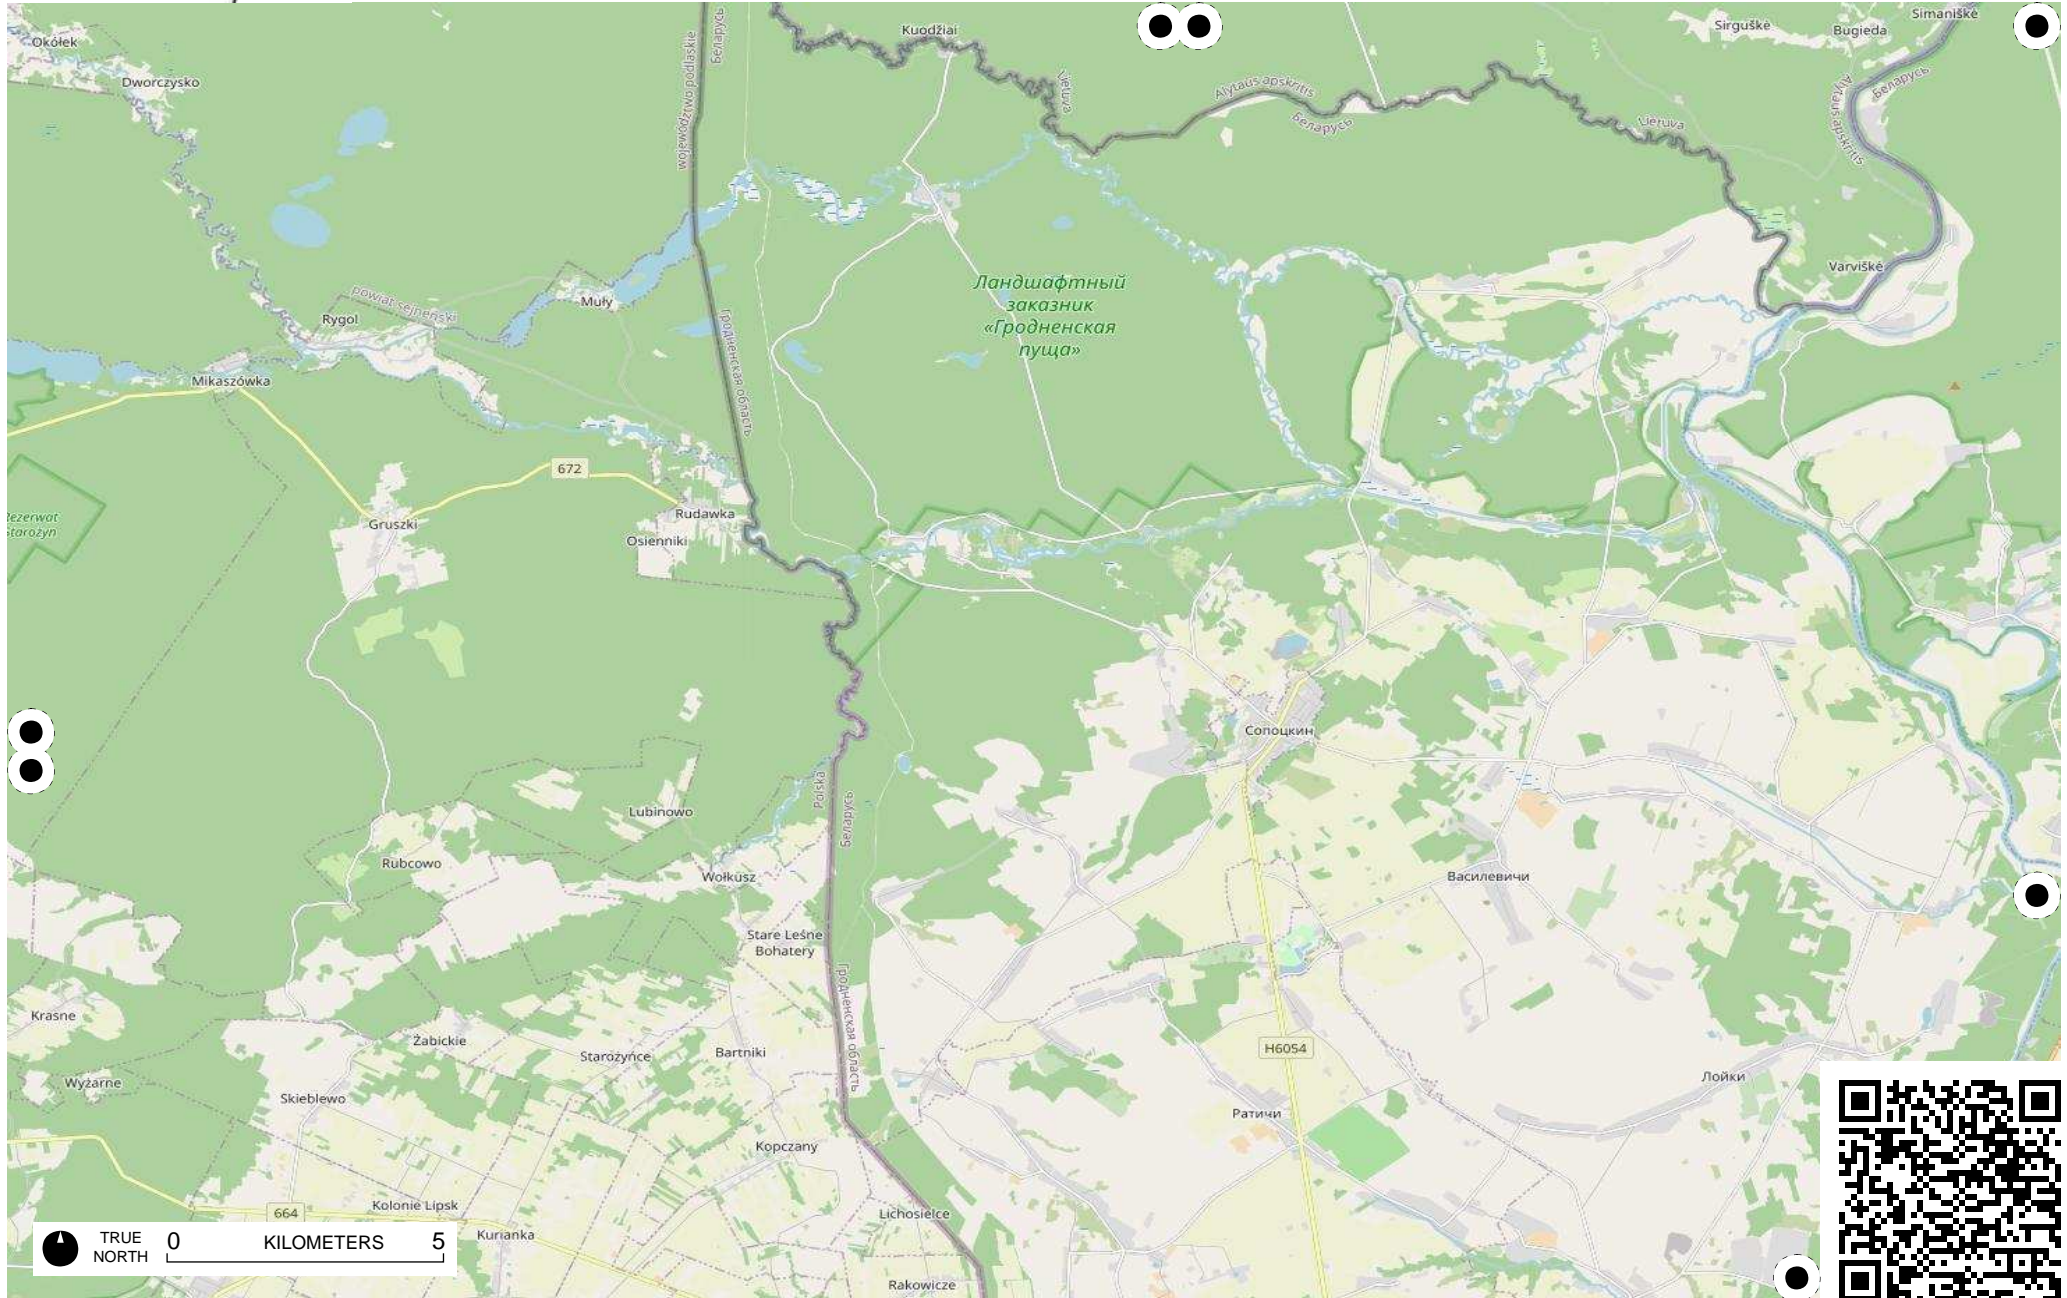 Okółek
Dworczysko
województwo podlaskie
Беларусь
Kuodžiai
Lietuva
Alytaus apskritis
Беларусь
Lietuva
Sirguškė
Bugieda
Simaniškė
Беларусь
Alytaus apskritis
Varviškė
Muły
powiat sejneński
Rygol
Mikaszówka
Гродненская область
Ландшафтный
заказник
«Гродненская
пуща»
672
Rezerwat
Starożyn
Gruszki
Rudawka
Osienniki
Сопоцкин
Polska
Беларусь
Lubinowo
Rubcowo
Wołkusz
Василевичи
Stare Leśne
Bohatery
Гродненская область
Krasne
Żabickie
Starożyńce
Bartniki
H6054
Wyżarne
Skieblewo
Лойки
Ратичи
Kopczany
664
Kolonie Lipsk
Kurianka
Lichosielce
Rakowicze
TRUE
NORTH
0 KILOMETERS 5